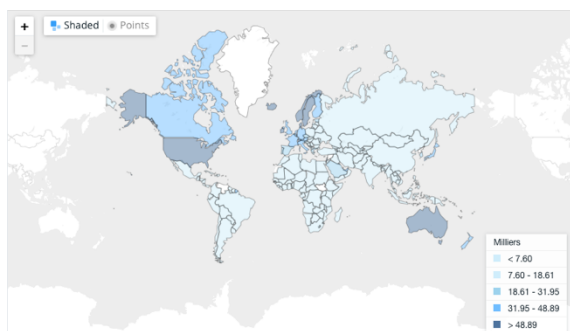 +
Shaded Points
−
Milliers
< 7.60
7.60 - 18.61
18.61 - 31.95
31.95 - 48.89
> 48.89